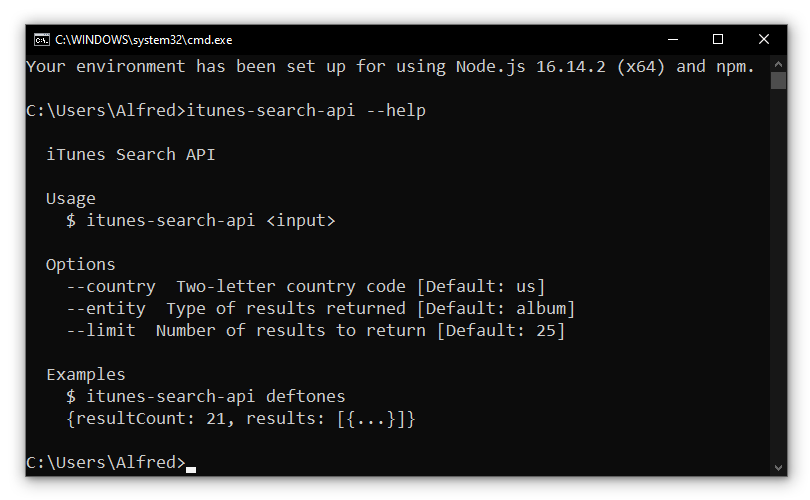 C:\WINDOWS\system32\cmd.exe
Your environment has been set up for using Node.js 16.14.2 (x64) and npm.
C:\Users\Alfred>itunes-search-api --help
iTunes Search API
Usage
$ itunes-search-api <input>
Options
--country  Two-letter country code [Default: us]
--entity  Type of results returned [Default: album]
--limit  Number of results to return [Default: 25]
Examples
$ itunes-search-api deftones
{resultCount: 21, results: [{...}]}
C:\Users\Alfred>